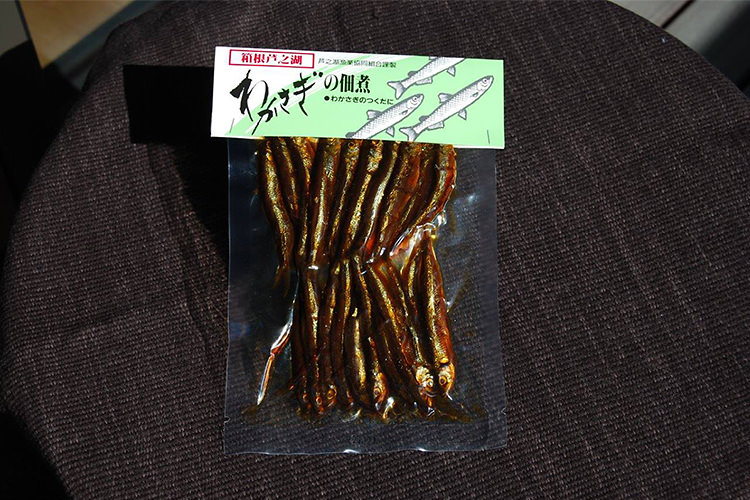 箱根芦之湖
芦之湖漁業協同組合謹製
わかさぎの佃煮
●わかさぎのつくだに